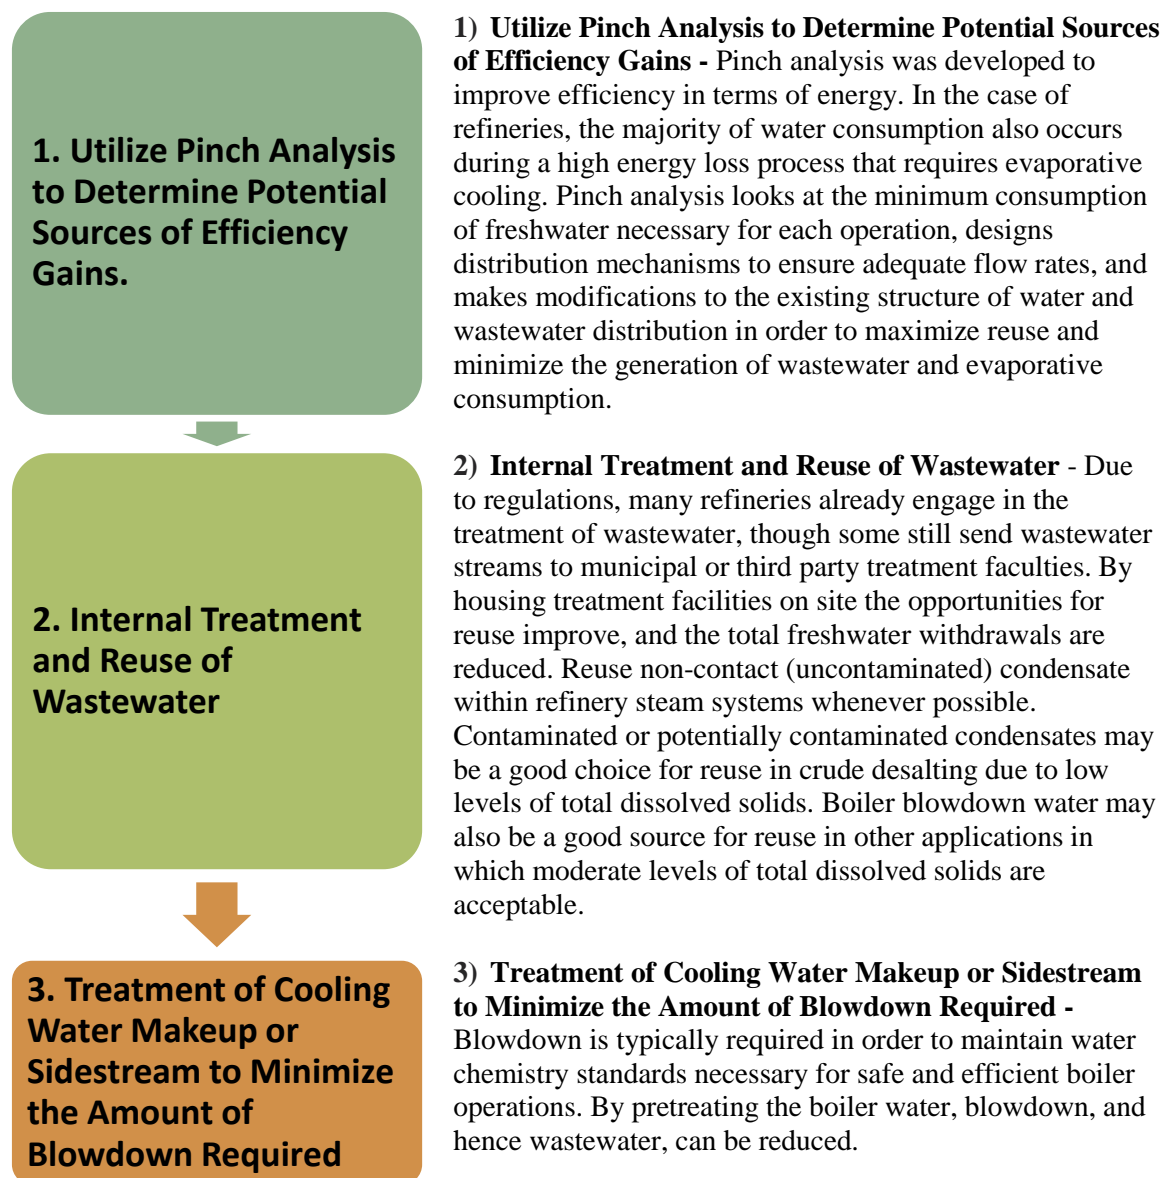 1. Utilize Pinch Analysis
to Determine Potential
Sources of Efficiency
Gains.
1) Utilize Pinch Analysis to Determine Potential Sources
of Efficiency Gains - Pinch analysis was developed to
improve efficiency in terms of energy. In the case of
refineries, the majority of water consumption also occurs
during a high energy loss process that requires evaporative
cooling. Pinch analysis looks at the minimum consumption
of freshwater necessary for each operation, designs
distribution mechanisms to ensure adequate flow rates, and
makes modifications to the existing structure of water and
wastewater distribution in order to maximize reuse and
minimize the generation of wastewater and evaporative
consumption.
2. Internal Treatment
and Reuse of
Wastewater
2) Internal Treatment and Reuse of Wastewater - Due
to regulations, many refineries already engage in the
treatment of wastewater, though some still send wastewater
streams to municipal or third party treatment faculties. By
housing treatment facilities on site the opportunities for
reuse improve, and the total freshwater withdrawals are
reduced. Reuse non-contact (uncontaminated) condensate
within refinery steam systems whenever possible.
Contaminated or potentially contaminated condensates may
be a good choice for reuse in crude desalting due to low
levels of total dissolved solids. Boiler blowdown water may
also be a good source for reuse in other applications in
which moderate levels of total dissolved solids are
acceptable.
3. Treatment of Cooling
Water Makeup or
Sidestream to Minimize
the Amount of
Blowdown Required
3) Treatment of Cooling Water Makeup or Sidestream
to Minimize the Amount of Blowdown Required -
Blowdown is typically required in order to maintain water
chemistry standards necessary for safe and efficient boiler
operations. By pretreating the boiler water, blowdown, and
hence wastewater, can be reduced.